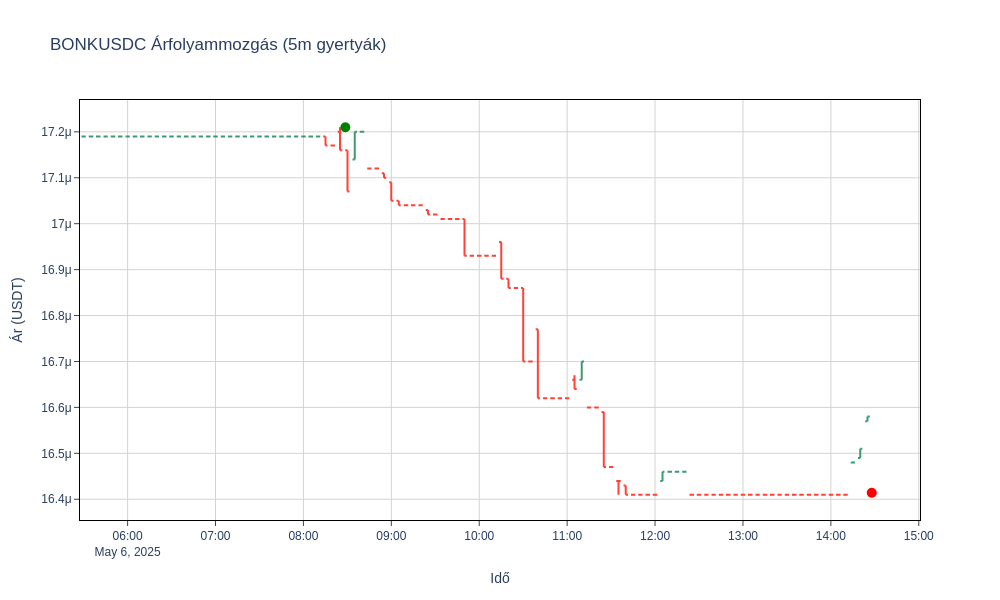 BONKUSDC Árfolyammozgás (5m gyertyák)
17.2μ
17.1μ
17μ
16.9μ
16.8μ
16.7μ
16.6μ
16.5μ
16.4μ
Ár (USDT)
06:00 07:00 08:00 09:00 10:00 11:00 12:00 13:00 14:00 15:00
May 6, 2025
Idő